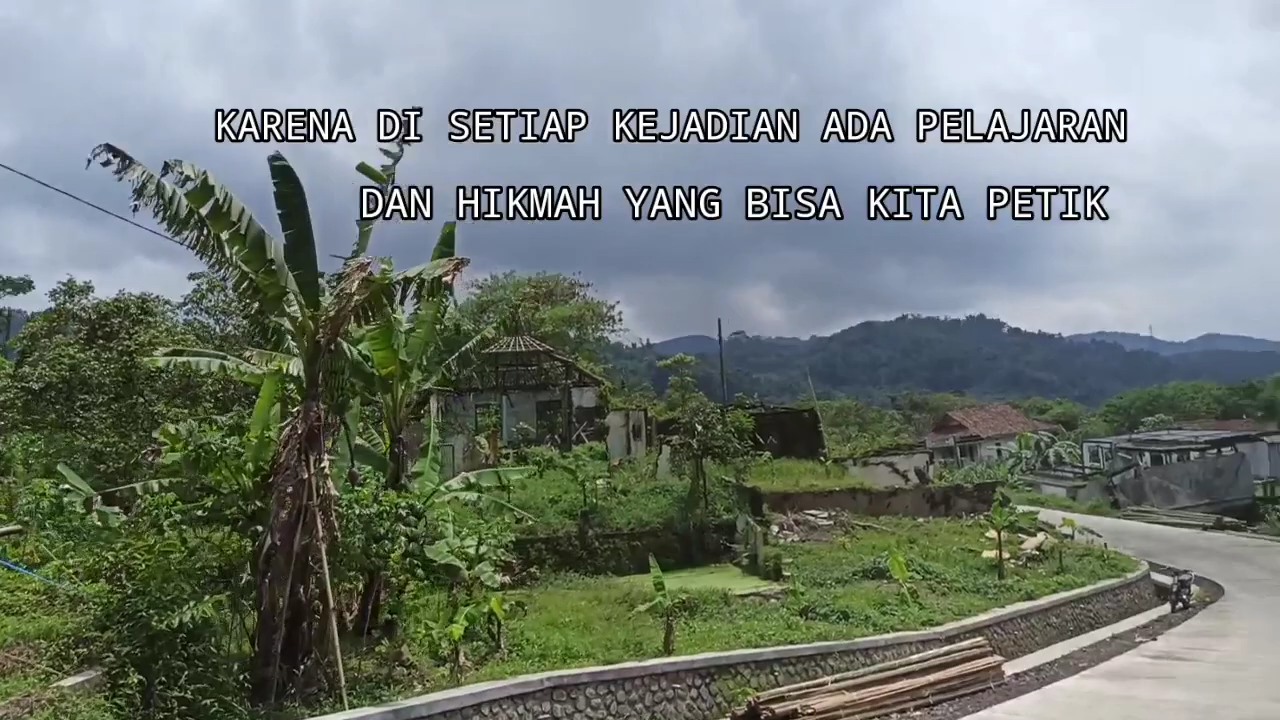 KARENA DI SETIAP KEJADIAN ADA PELAJARAN
DAN HIKMAH YANG BISA KITA PETIK